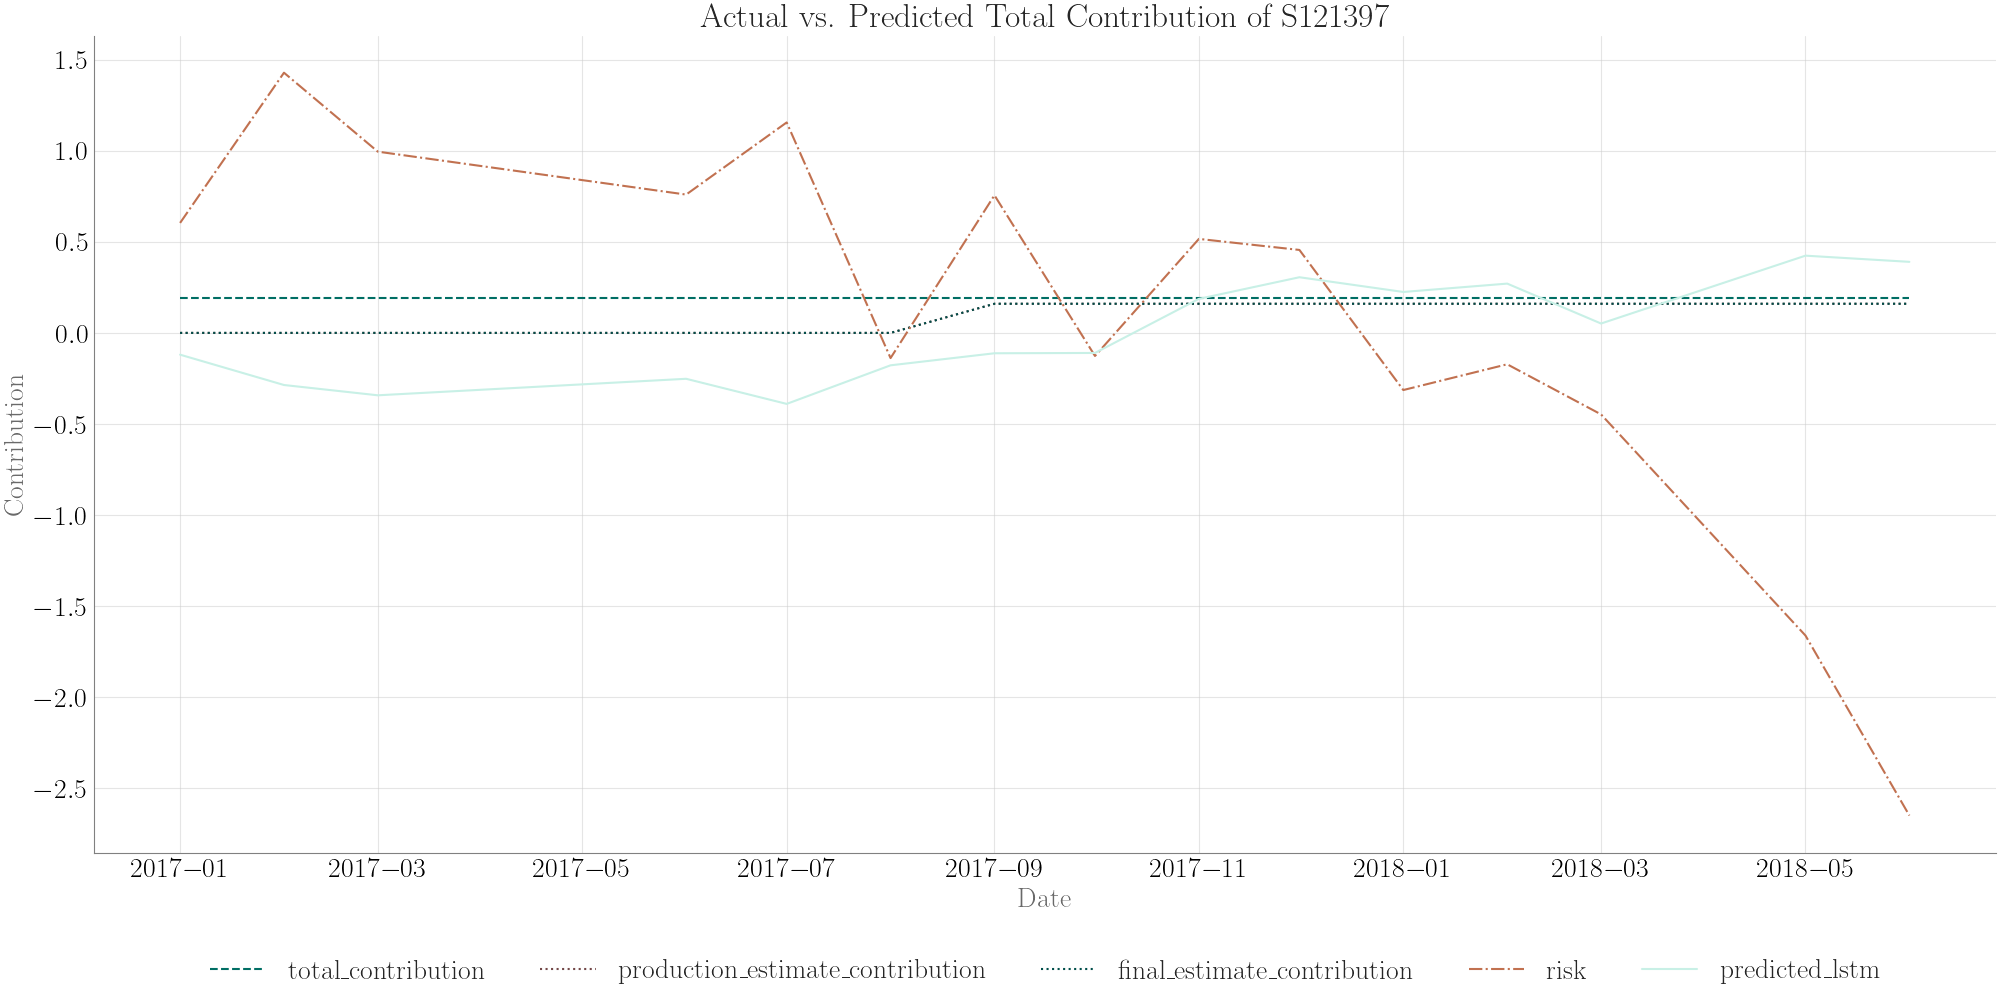 Actual vs. Predicted Total Contribution of S121397
1.5
1.0
0.5
0.0
−0.5
−1.0
−1.5
−2.0
−2.5
Contribution
2017−01 2017−03 2017−05 2017−07 2017−09 2017−11 2018−01 2018−03 2018−05
Date
total_contribution production_estimate_contribution final_estimate_contribution risk predicted_lstm